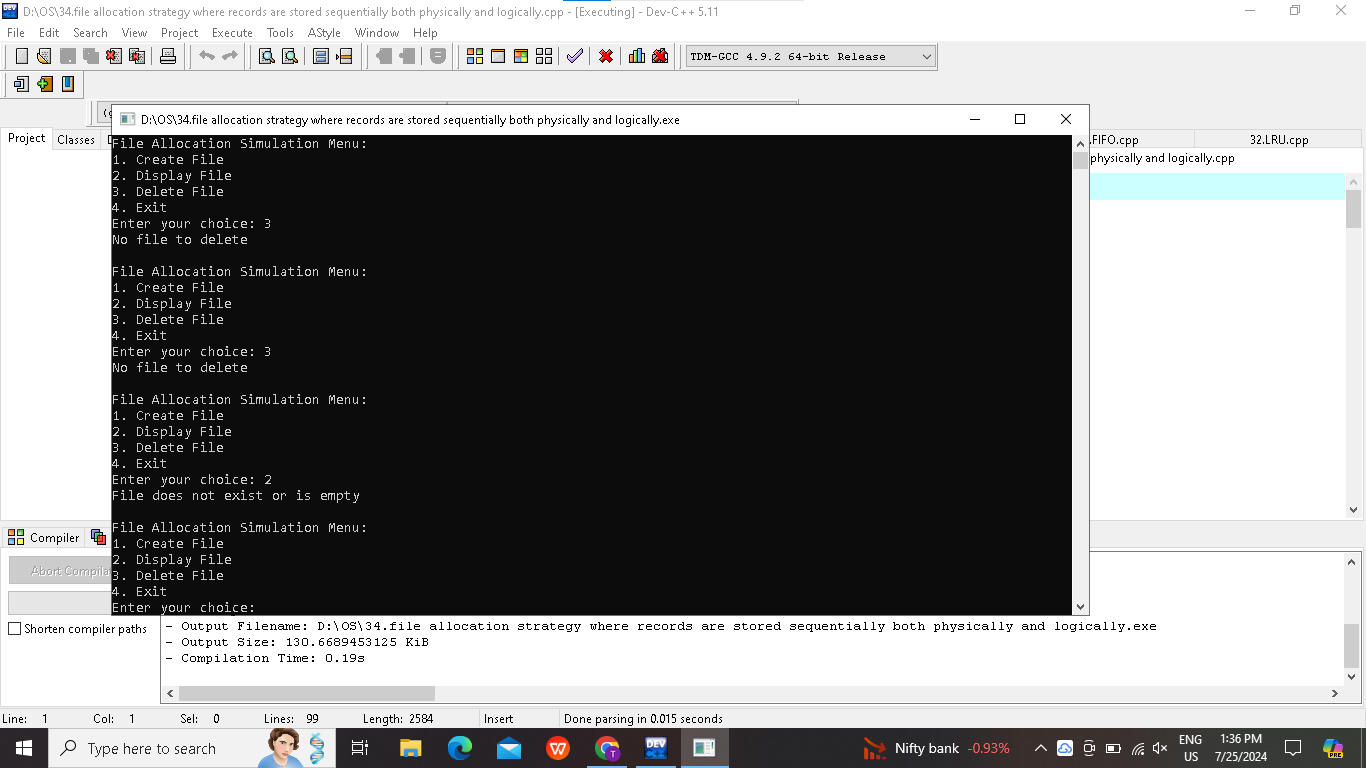 D:\OS\34.file allocation strategy where records are stored sequentially both physically and logically.cpp - [Executing] - Dev-C++ 5.11
File Edit Search View Project Execute Tools AStyle Window Help
TDM-GCC 4.9.2 64-bit Release
(g
D:\OS\34.file allocation strategy where records are stored sequentially both physically and logically.exe
Project Classes D
.FIFO.cpp 32.LRU.cpp
physically and logically.cpp
File Allocation Simulation Menu:
1. Create File
2. Display File
3. Delete File
4. Exit
Enter your choice: 3
No file to delete
File Allocation Simulation Menu:
1. Create File
2. Display File
3. Delete File
4. Exit
Enter your choice: 3
No file to delete
File Allocation Simulation Menu:
1. Create File
2. Display File
3. Delete File
4. Exit
Enter your choice: 2
File does not exist or is empty
File Allocation Simulation Menu:
1. Create File
2. Display File
3. Delete File
4. Exit
Enter your choice:
Compiler
Abort Compilat
Shorten compiler paths
- Output Filename: D:\OS\34.file allocation strategy where records are stored sequentially both physically and logically.exe
- Output Size: 130.6689453125 KiB
- Compilation Time: 0.19s
Line: 1 Col: 1 Sel: 0 Lines: 99 Length: 2584 Insert Done parsing in 0.015 seconds
Type here to search
Nifty bank -0.93%
ENG
US
1:36 PM
7/25/2024